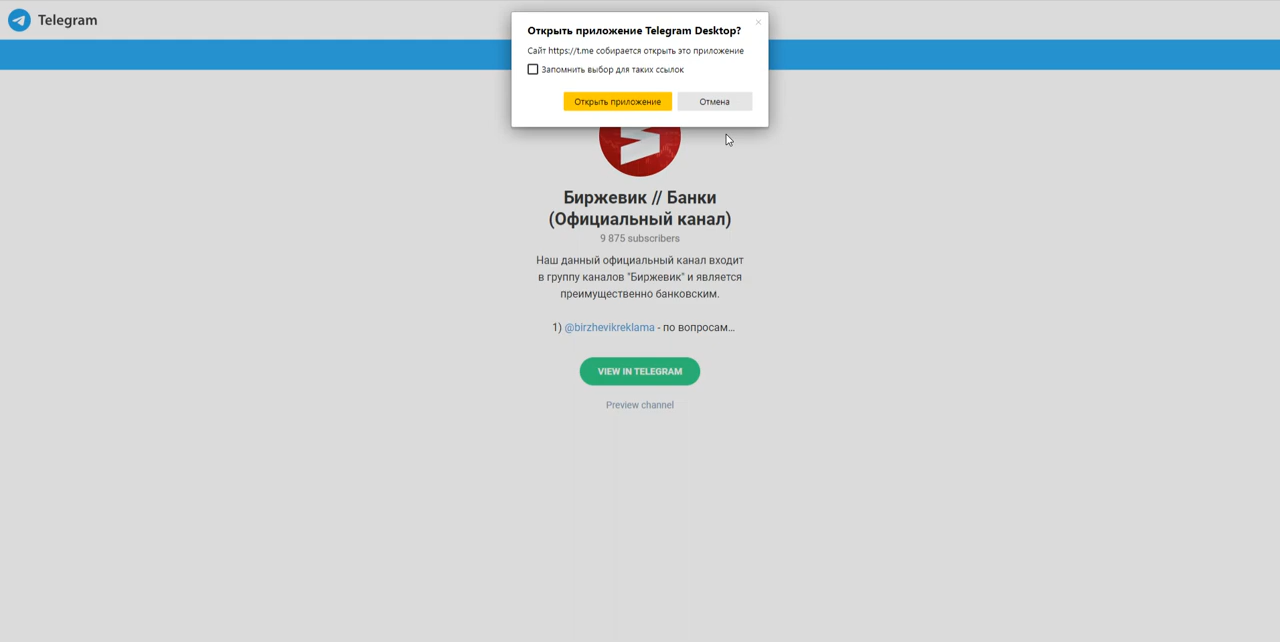 Telegram
Открыть приложение Telegram Desktop?
Сайт https://t.me собирается открыть это приложение
Запомнить выбор для таких ссылок
Открыть приложение
Отмена
Биржевик // Банки
(Официальный канал)
9 875 subscribers
Наш данный официальный канал входит
в группу каналов "Биржевик" и является
преимущественно банковским.
1) @birzhevikreklama - по вопросам...
VIEW IN TELEGRAM
Preview channel